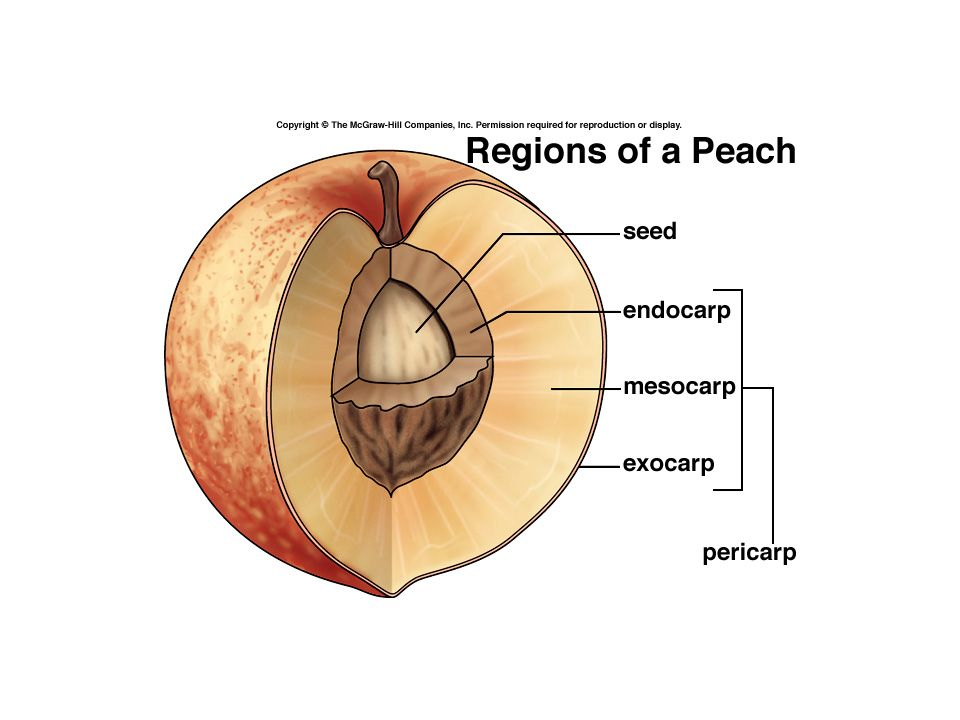 Copyright © The McGraw-Hill Companies, Inc. Permission required for reproduction or display.
Regions of a Peach
seed
endocarp
mesocarp
exocarp
pericarp